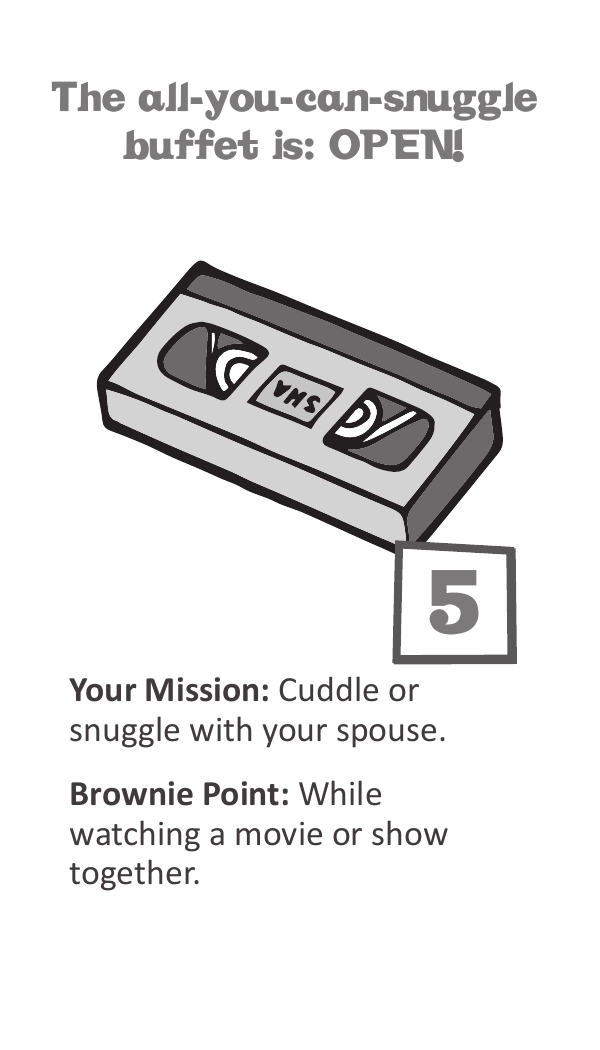 The all-you-can-snuggle
buffet is: OPEN!
VHS
5
Your Mission: Cuddle or
snuggle with your spouse.
Brownie Point: While
watching a movie or show
together.